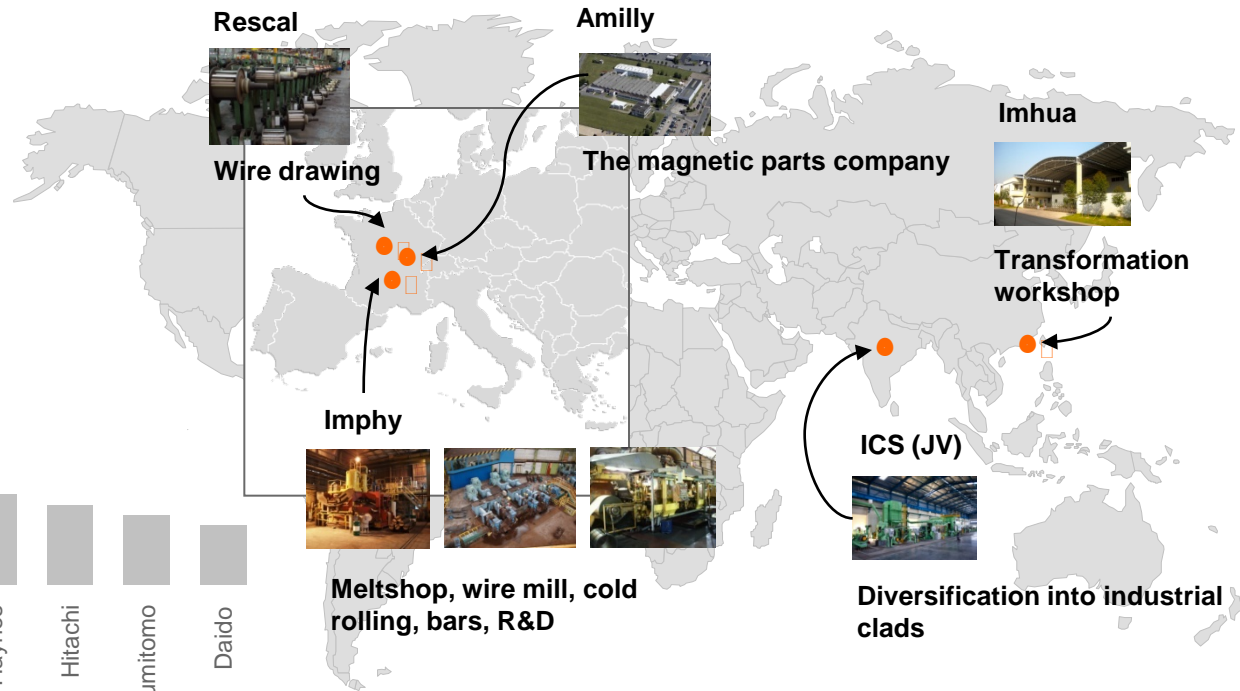 Rescal
Amilly
Imhua
Wire drawing
The magnetic parts company
Transformation
workshop
Imphy
ICS (JV)
Meltshop, wire mill, cold
rolling, bars, R&D
Diversification into industrial
clads
Hitachi
Daido